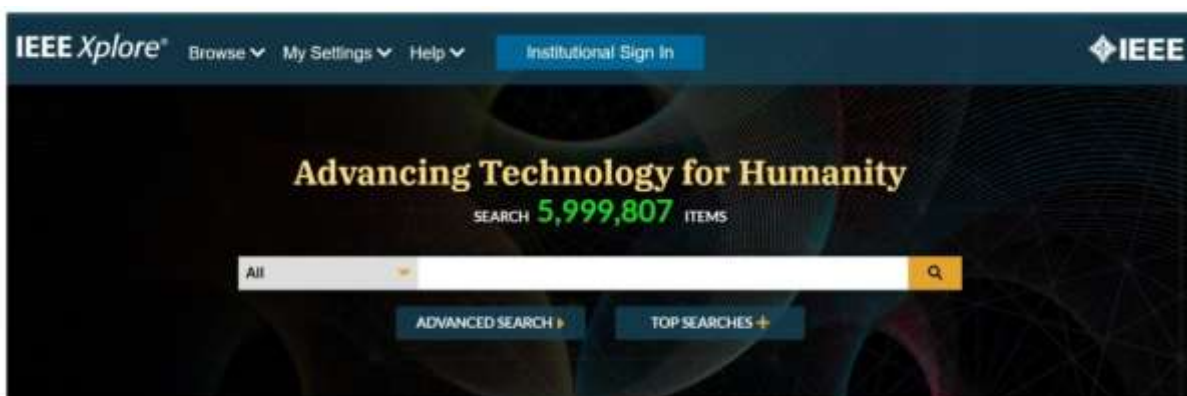 IEEE Xplore® Browse My Settings Help Institutional Sign In IEEE
Advancing Technology for Humanity
SEARCH 5,999,807 ITEMS
All
ADVANCED SEARCH TOP SEARCHES +